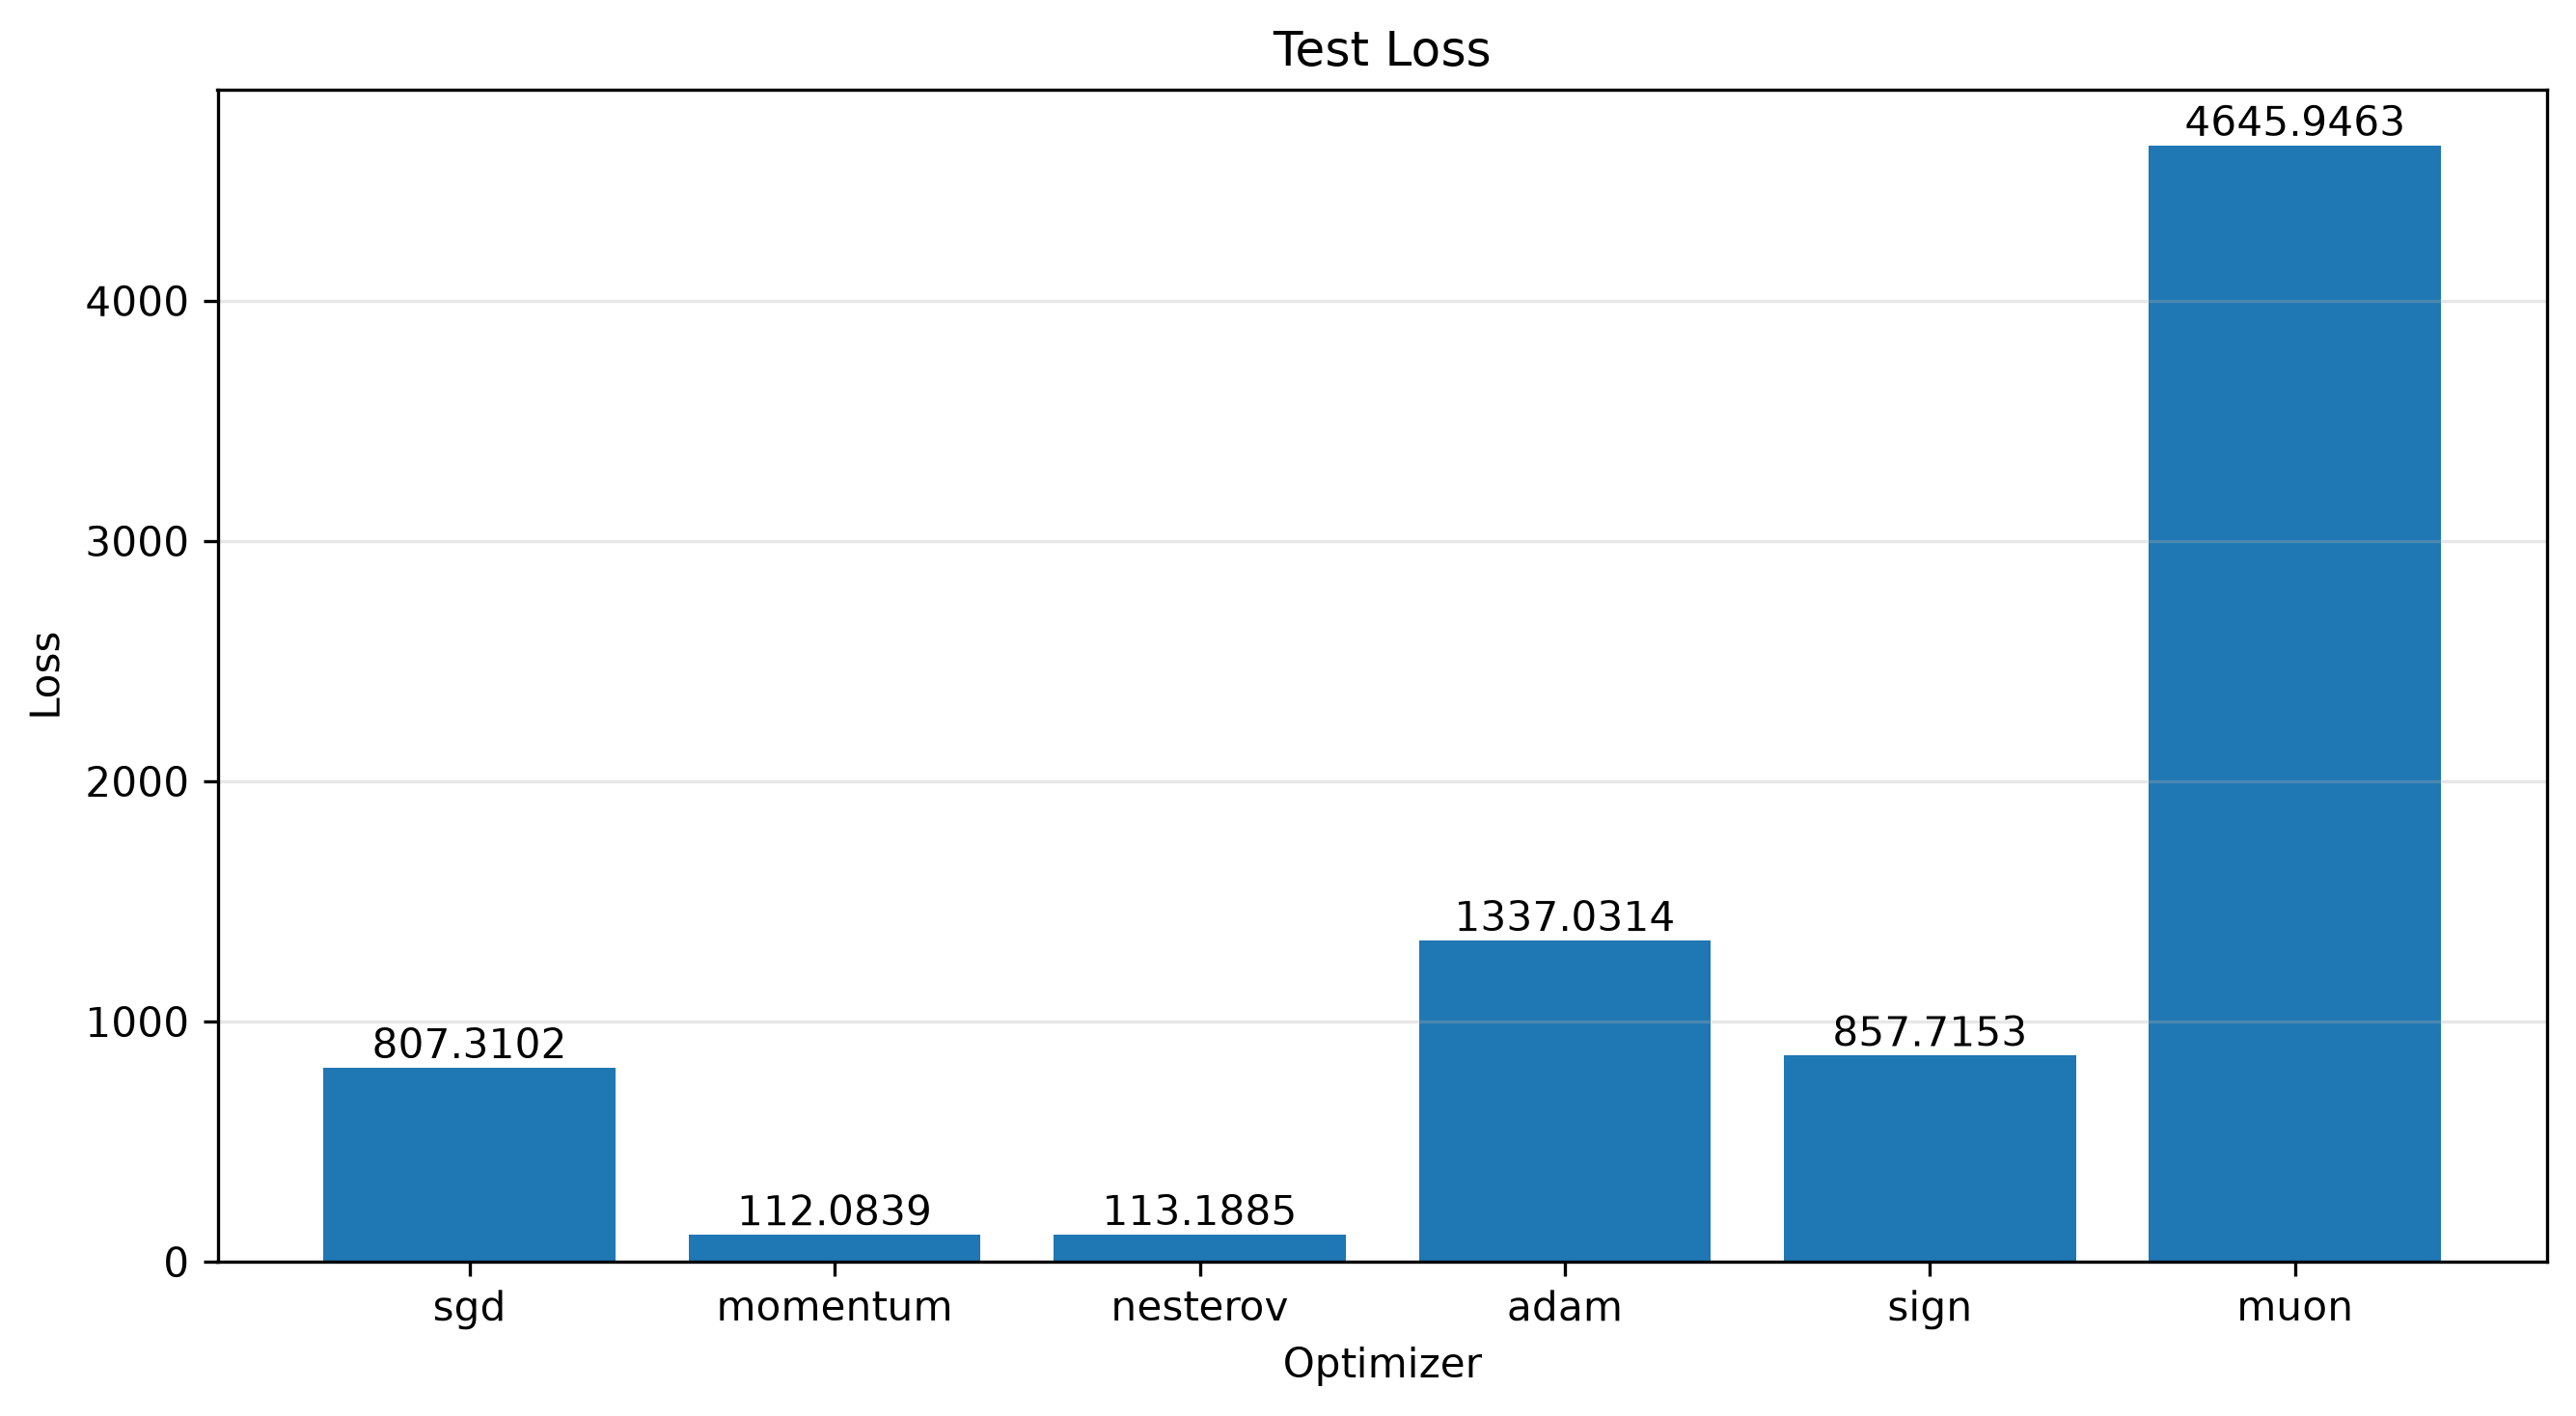 Test Loss
Loss
4000
3000
2000
1000
0
4645.9463
1337.0314
807.3102
857.7153
112.0839
113.1885
sgd momentum nesterov adam sign muon
Optimizer